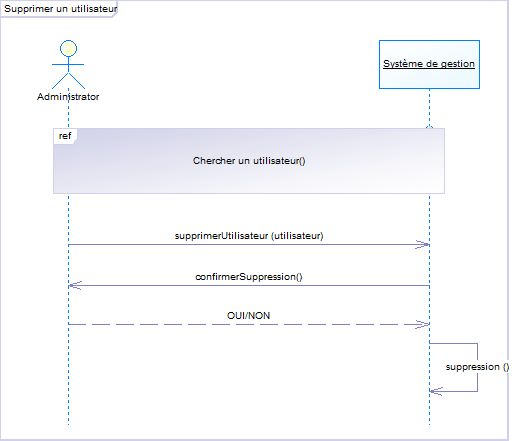 Supprimer un utilisateur
Système de gestion
Administrator
ref
Chercher un utilisateur()
supprimerUtilisateur (utilisateur)
confirmerSuppression()
OUI/NON
suppression ()